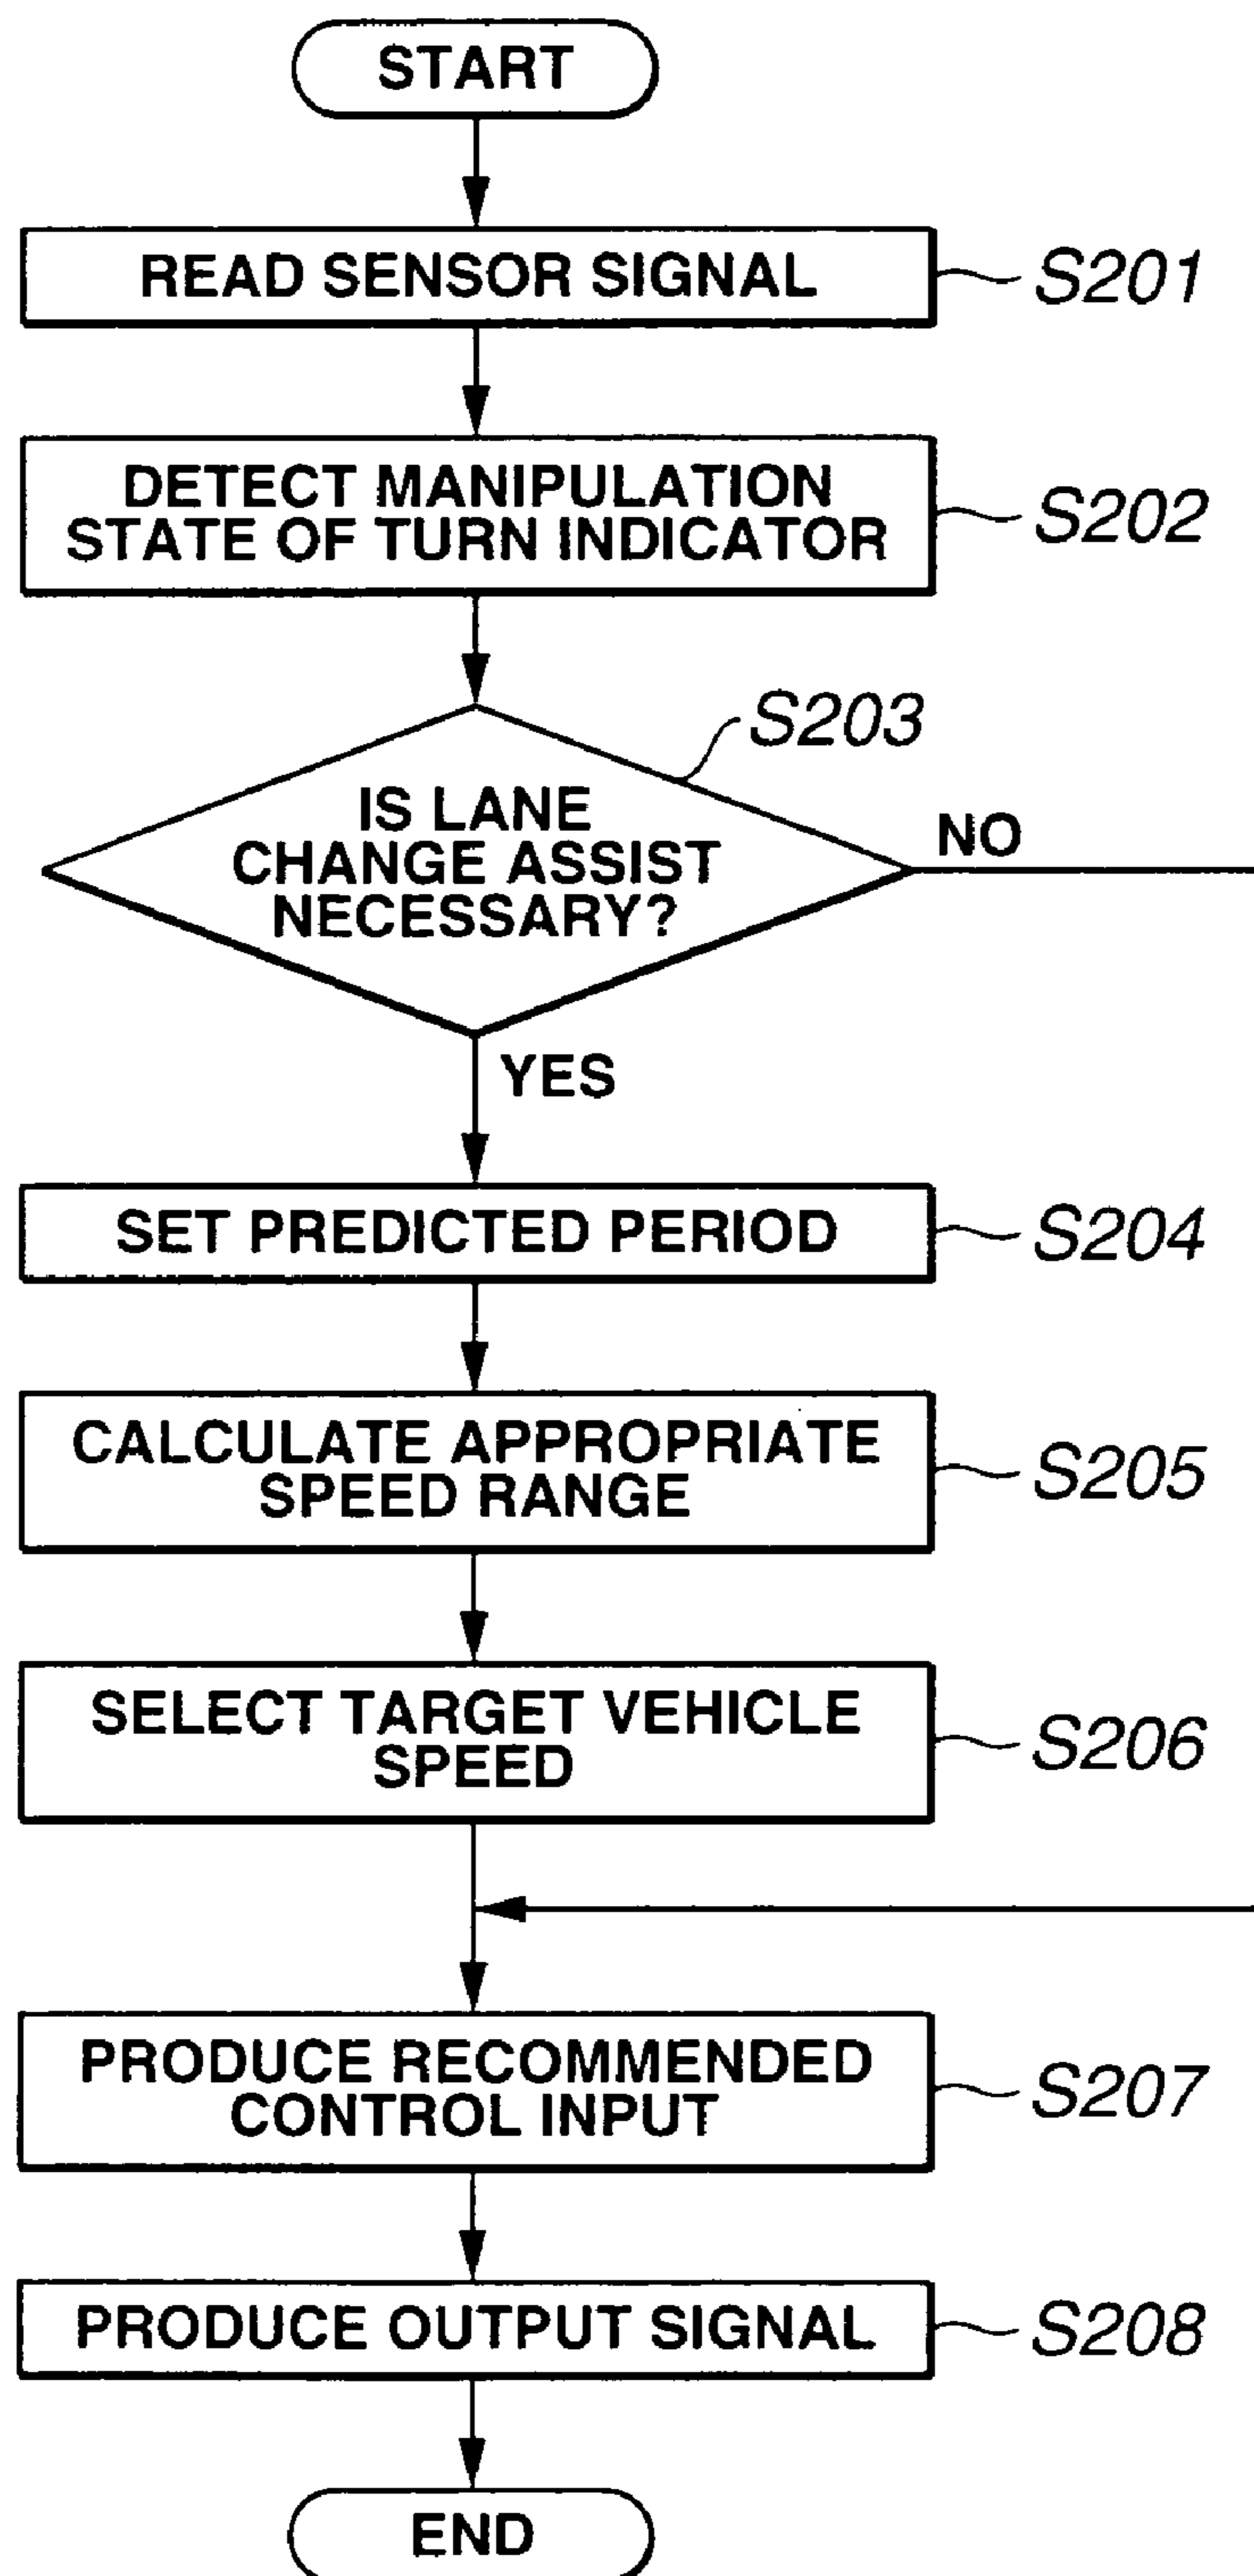 START
READ SENSOR SIGNAL
S201
DETECT MANIPULATION
STATE OF TURN INDICATOR
S202
S203
IS LANE
CHANGE ASSIST
NECESSARY?
NO
YES
SET PREDICTED PERIOD
S204
CALCULATE APPROPRIATE
SPEED RANGE
S205
SELECT TARGET VEHICLE
SPEED
S206
PRODUCE RECOMMENDED
CONTROL INPUT
S207
PRODUCE OUTPUT SIGNAL
S208
END